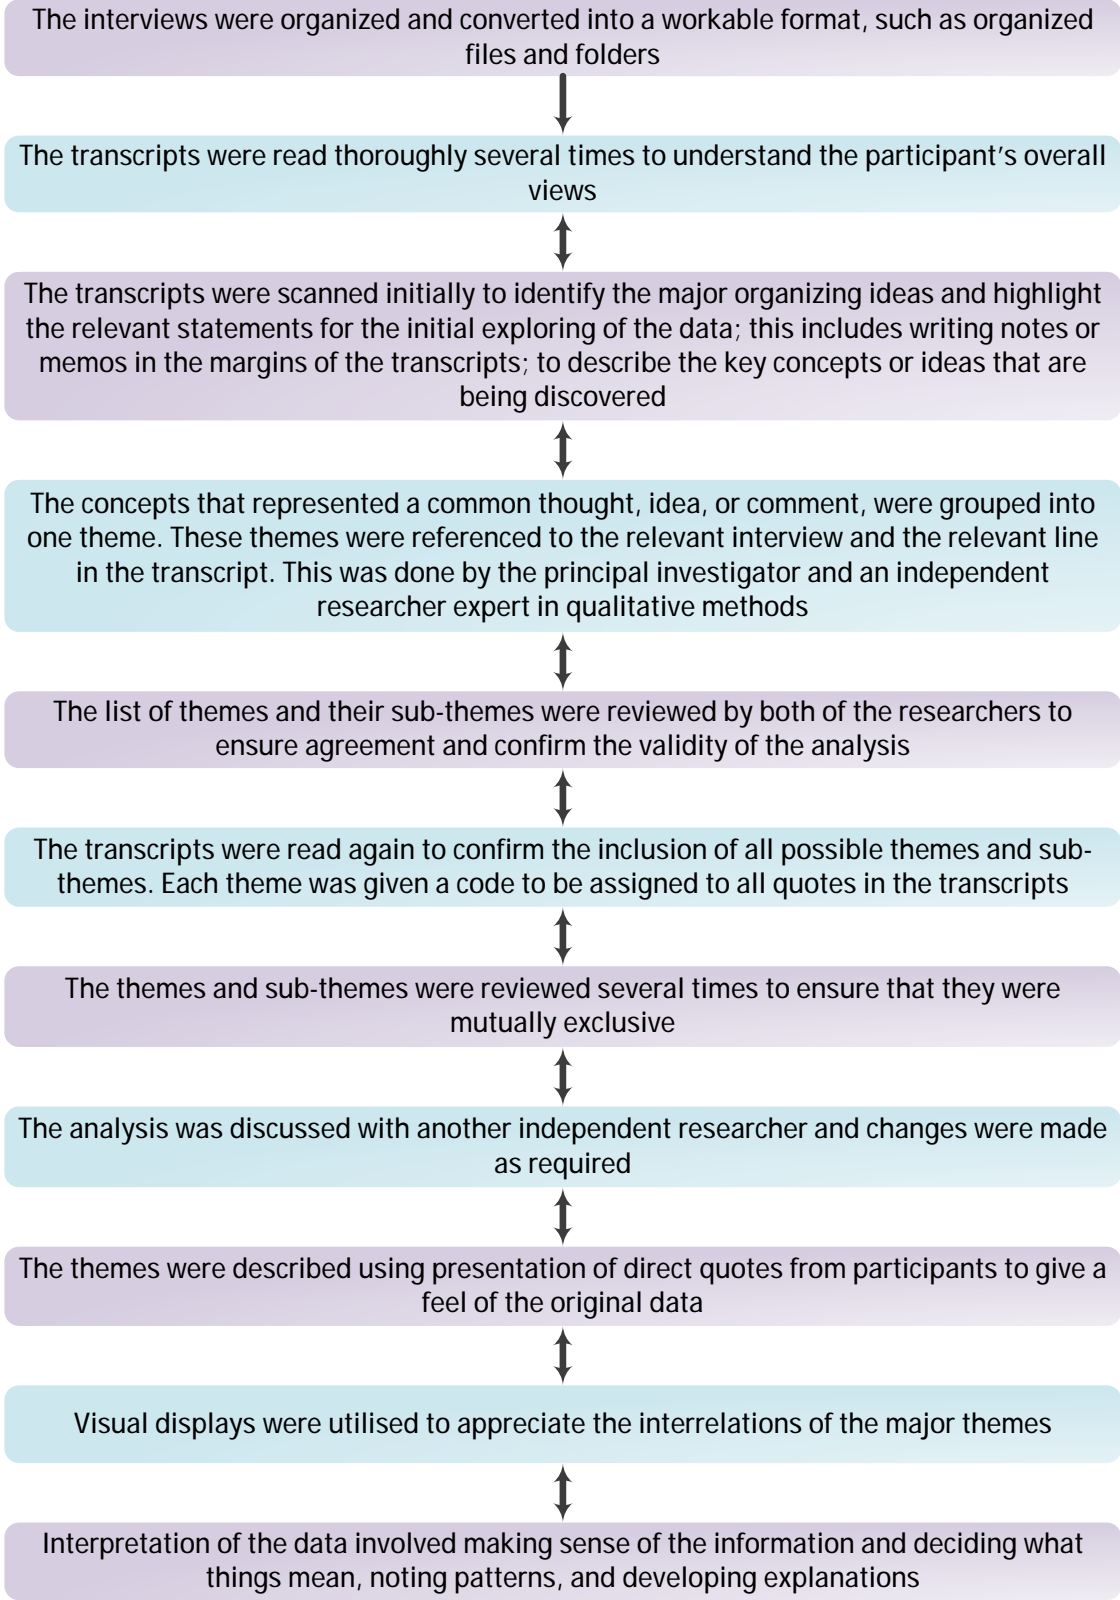 The interviews were organized and converted into a workable format, such as organized
files and folders
The transcripts were read thoroughly several times to understand the participant's overall
views
The transcripts were scanned initially to identify the major organizing ideas and highlight
the relevant statements for the initial exploring of the data; this includes writing notes or
memos in the margins of the transcripts; to describe the key concepts or ideas that are
being discovered
The concepts that represented a common thought, idea, or comment, were grouped into
one theme. These themes were referenced to the relevant interview and the relevant line
in the transcript. This was done by the principal investigator and an independent
researcher expert in qualitative methods
The list of themes and their sub-themes were reviewed by both of the researchers to
ensure agreement and confirm the validity of the analysis
The transcripts were read again to confirm the inclusion of all possible themes and sub-
themes. Each theme was given a code to be assigned to all quotes in the transcripts
The themes and sub-themes were reviewed several times to ensure that they were
mutually exclusive
The analysis was discussed with another independent researcher and changes were made
as required
The themes were described using presentation of direct quotes from participants to give a
feel of the original data
Visual displays were utilised to appreciate the interrelations of the major themes
Interpretation of the data involved making sense of the information and deciding what
things mean, noting patterns, and developing explanations